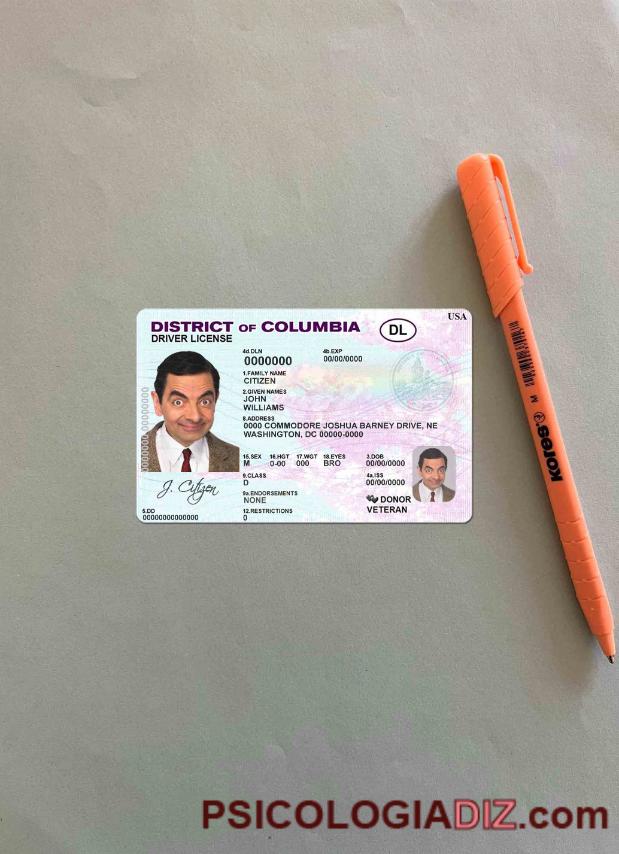 USA
DISTRICT OF COLUMBIA
DL
DRIVER LICENSE
4d.DLN 4b.EXP
0000000 00/00/0000
1.FAMILY NAME
CITIZEN
2.GIVEN NAMES
JOHN
WILLIAMS
8.ADDRESS
0000 COMMODORE JOSHUA BARNEY DRIVE, NE
WASHINGTON, DC 00000-0000
15.SEX 16.HGT 17.WGT 18.EYES 3.DOB
M 0-00 000 BRO 00/00/0000
9.CLASS 4a.ISS
D 00/00/0000
J. Citizen
9a.ENDORSEMENTS DONOR
NONE VETERAN
5.DD 12.RESTRICTIONS
00000000000000 0
kores M
PSICOLOGIADIZ.com